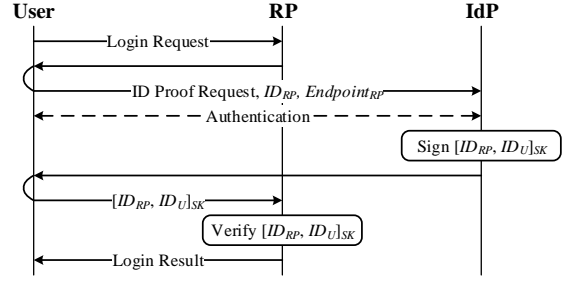 User RP IdP
Login Request
ID Proof Request, ID_RP, Endpoint_RP
Authentication
Sign [ID_RP, ID_U]_SK
[ID_RP, ID_U]_SK
Verify [ID_RP, ID_U]_SK
Login Result